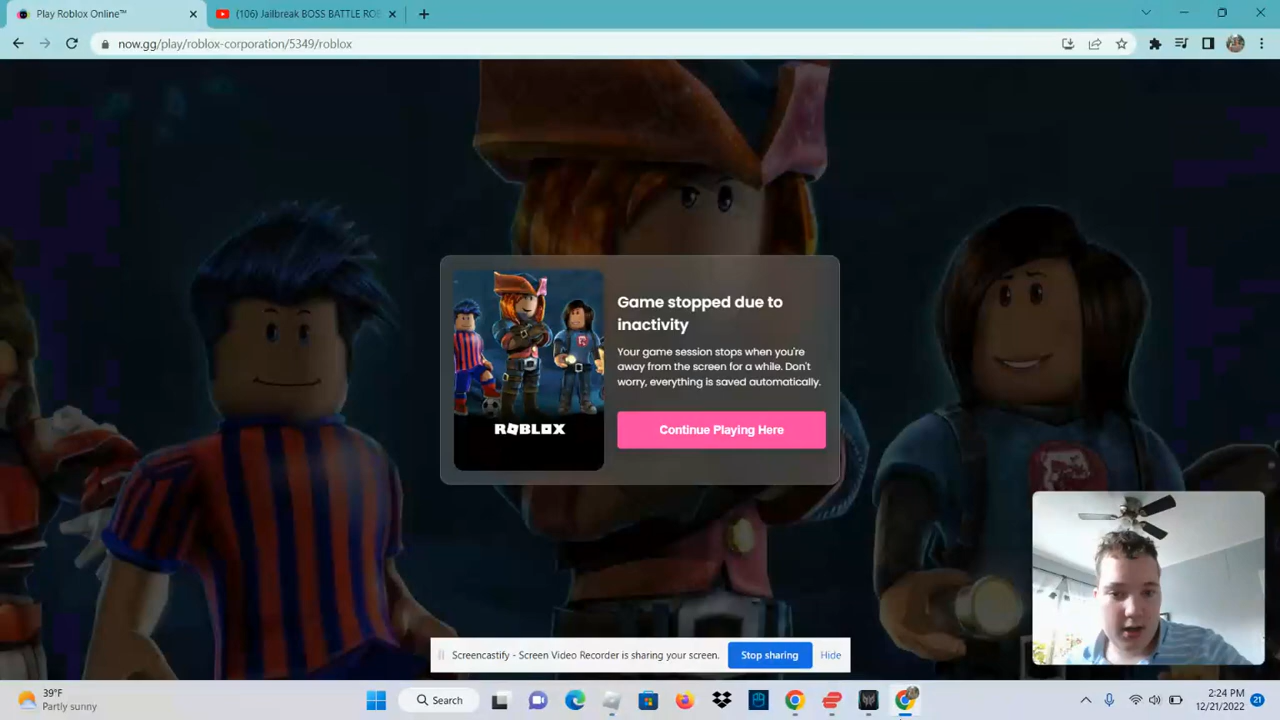 Play Roblox Online™
(106) Jailbreak BOSS BATTLE ROB
now.gg/play/roblox-corporation/5349/roblox
Game stopped due to
inactivity
Your game session stops when you're
away from the screen for a while. Don't
worry, everything is saved automatically.
ROBLOX
Continue Playing Here
Screencastify - Screen Video Recorder is sharing your screen.
Stop sharing
Hide
39°F
Partly sunny
Search
2:24 PM
12/21/2022
21